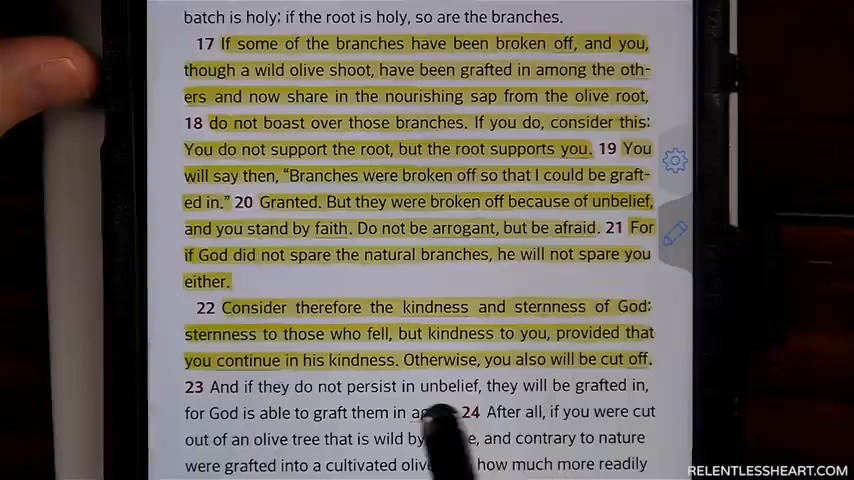 batch is holy; if the root is holy, so are the branches.
17 If some of the branches have been broken off, and you,
though a wild olive shoot, have been grafted in among the oth-
ers and now share in the nourishing sap from the olive root,
18 do not boast over those branches. If you do, consider this:
You do not support the root, but the root supports you. 19 You
will say then, “Branches were broken off so that I could be graft-
ed in.” 20 Granted. But they were broken off because of unbelief,
and you stand by faith. Do not be arrogant, but be afraid. 21 For
if God did not spare the natural branches, he will not spare you
either.
22 Consider therefore the kindness and sternness of God:
sternness to those who fell, but kindness to you, provided that
you continue in his kindness. Otherwise, you also will be cut off.
23 And if they do not persist in unbelief, they will be grafted in,
for God is able to graft them in 24 After all, if you were cut
out of an olive tree that is wild by and contrary to nature
were grafted into a cultivated how much more readily
RELENTLESSHEART.COM